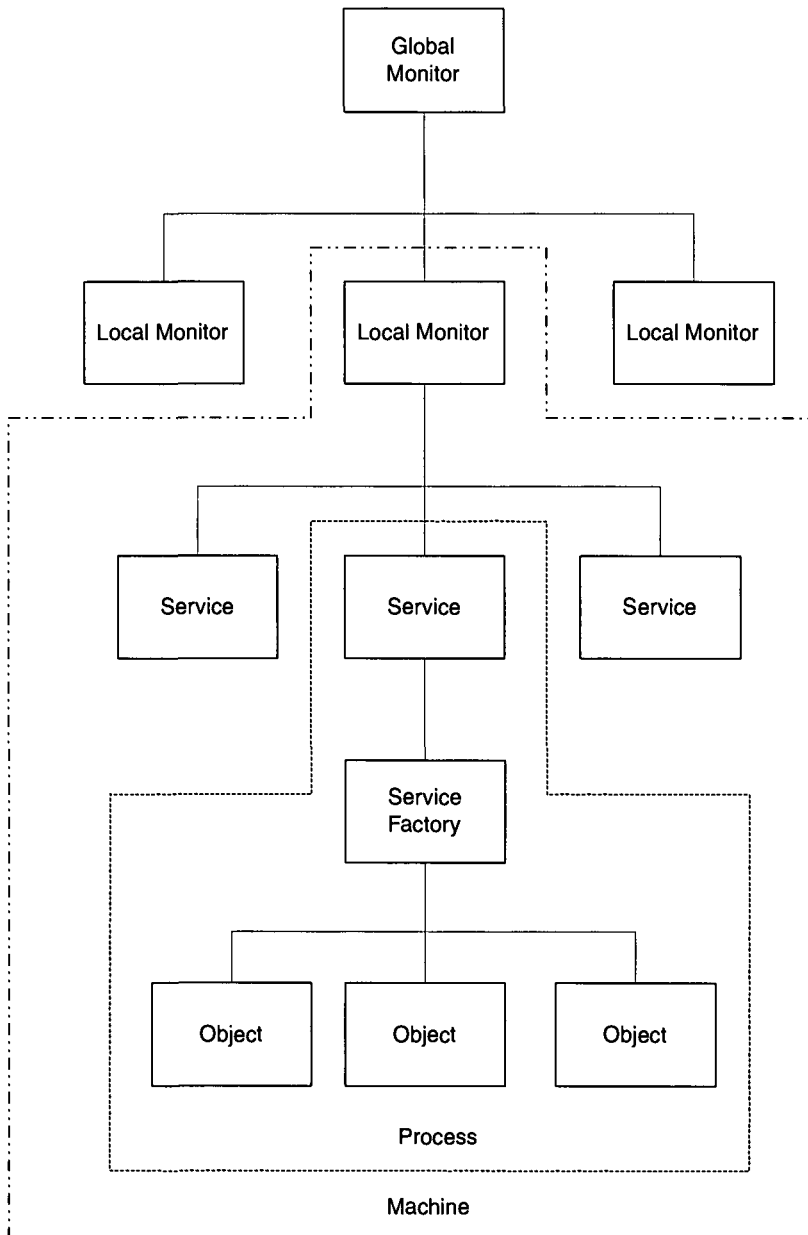 Global
Monitor
Local Monitor
Local Monitor
Local Monitor
Service
Service
Service
Service
Factory
Object
Object
Object
Process
Machine